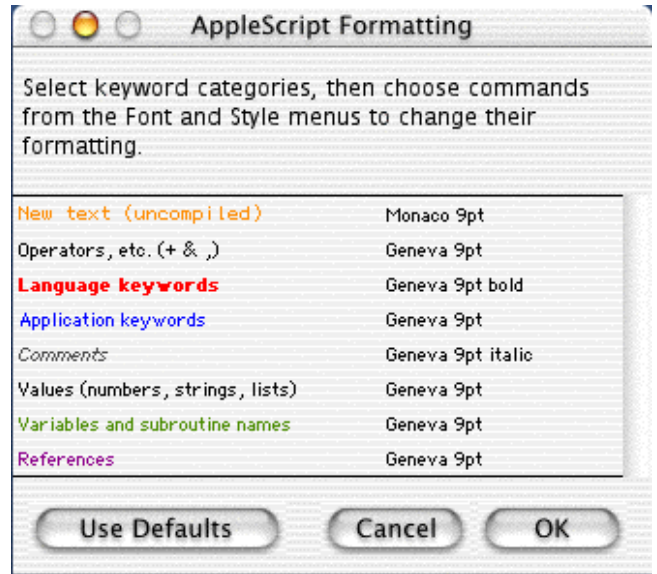 AppleScript Formatting
Select keyword categories, then choose commands
from the Font and Style menus to change their
formatting.
New text (uncompiled) Monaco 9pt
Operators, etc. (+ & ,) Geneva 9pt
Language keywords Geneva 9pt bold
Application keywords Geneva 9pt
Comments Geneva 9pt italic
Values (numbers, strings, lists) Geneva 9pt
Variables and subroutine names Geneva 9pt
References Geneva 9pt
Use Defaults Cancel OK